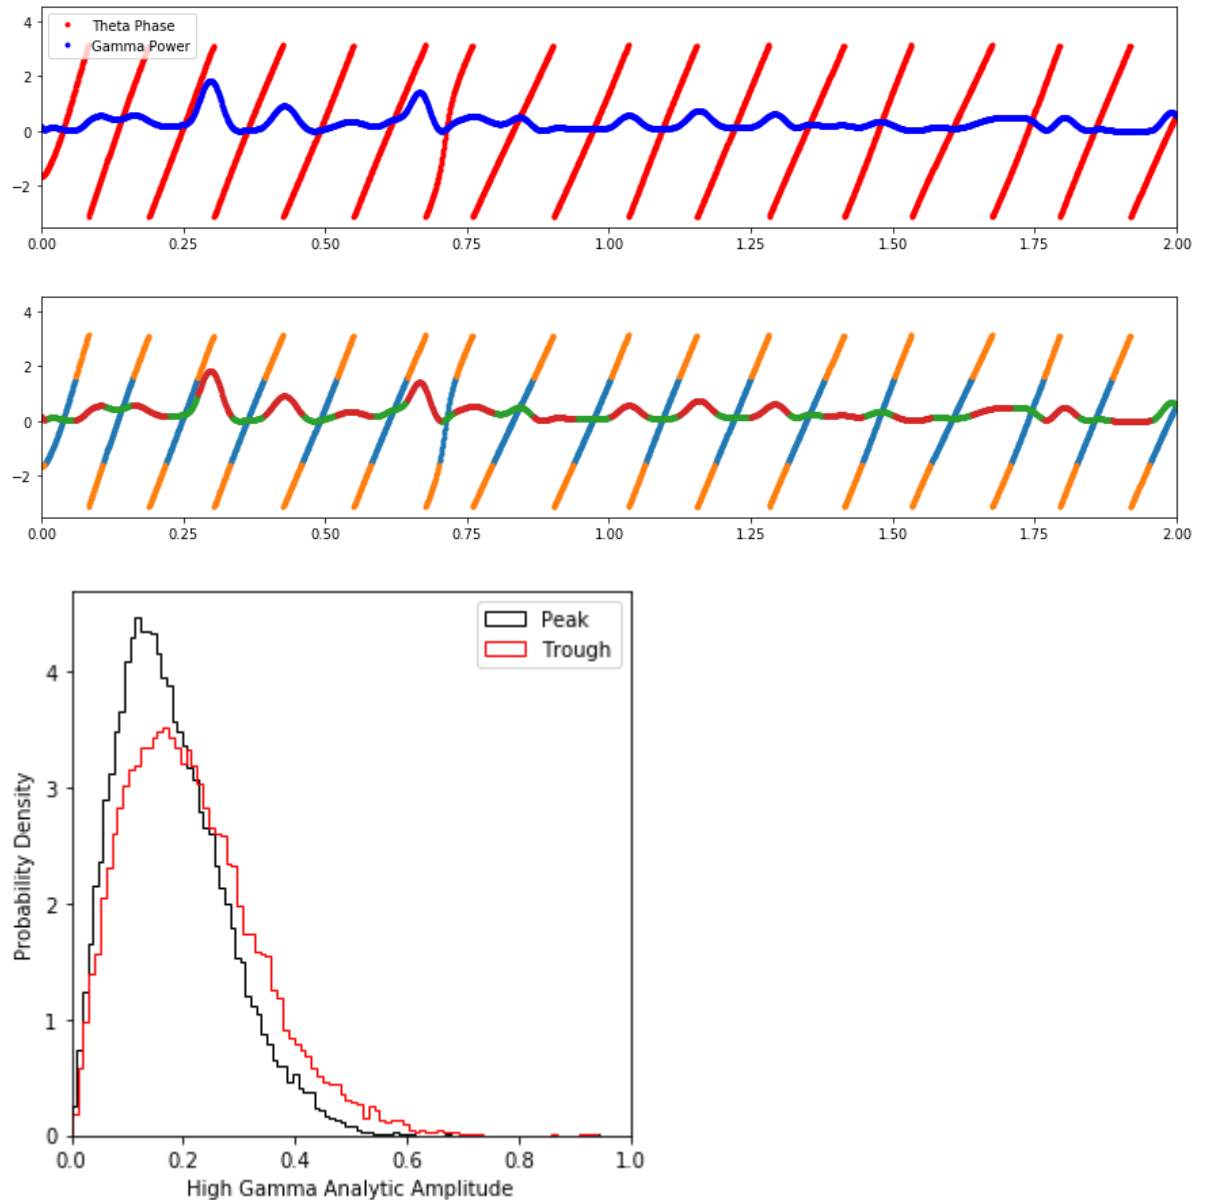 4
2
0
−2
Theta Phase
Gamma Power
0.00 0.25 0.50 0.75 1.00 1.25 1.50 1.75 2.00
4
2
0
−2
0.00 0.25 0.50 0.75 1.00 1.25 1.50 1.75 2.00
Peak
Trough
4
3
2
1
0
Probability Density
0.0 0.2 0.4 0.6 0.8 1.0
High Gamma Analytic Amplitude